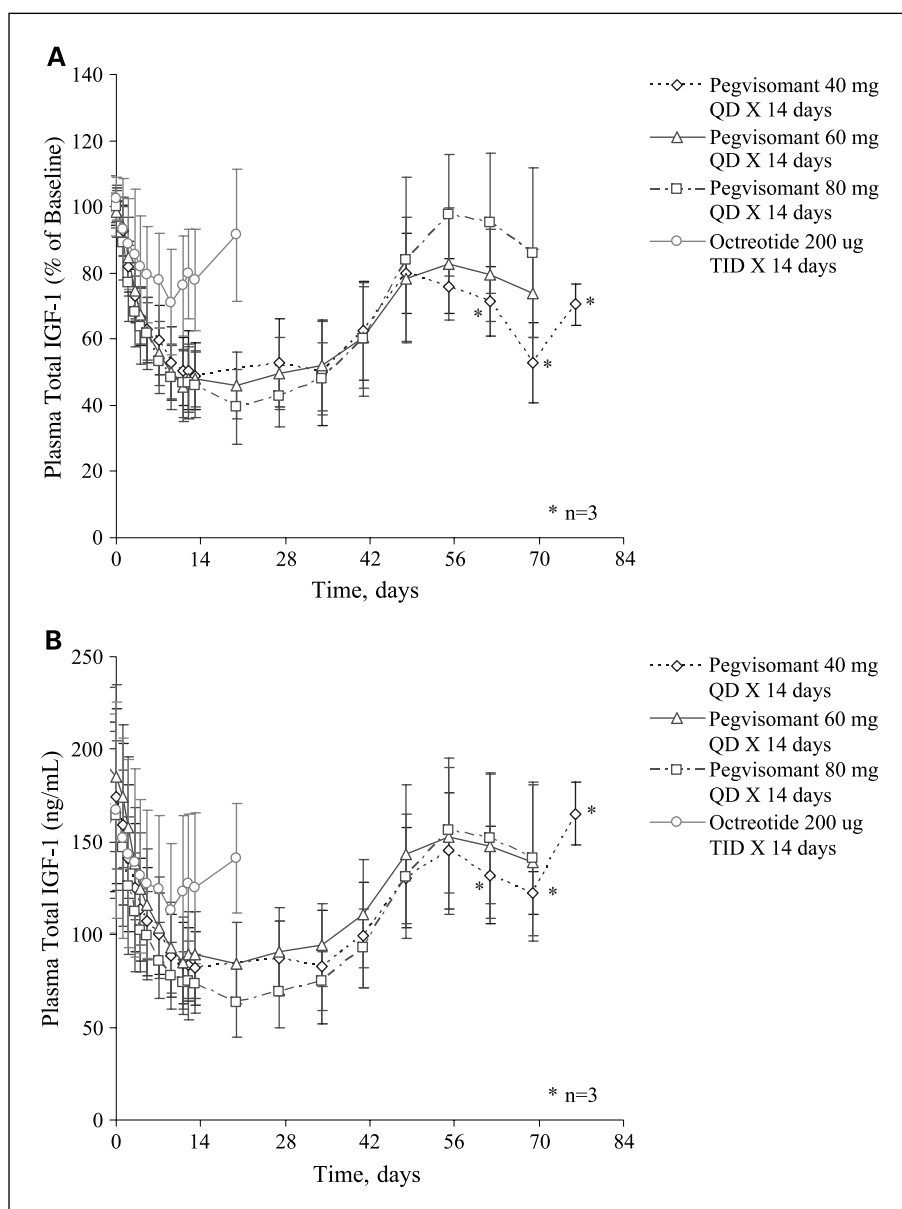 A
140
120
100
80
60
40
20
0
Plasma Total IGF-1 (% of Baseline)
0 14 28 42 56 70 84
Time, days
Pegvisomant 40 mg
QD X 14 days
Pegvisomant 60 mg
QD X 14 days
Pegvisomant 80 mg
QD X 14 days
Octreotide 200 ug
TID X 14 days
*
*
*
* n=3
B
250
200
150
100
50
0
Plasma Total IGF-1 (ng/mL)
0 14 28 42 56 70 84
Time, days
Pegvisomant 40 mg
QD X 14 days
Pegvisomant 60 mg
QD X 14 days
Pegvisomant 80 mg
QD X 14 days
Octreotide 200 ug
TID X 14 days
*
*
*
* n=3